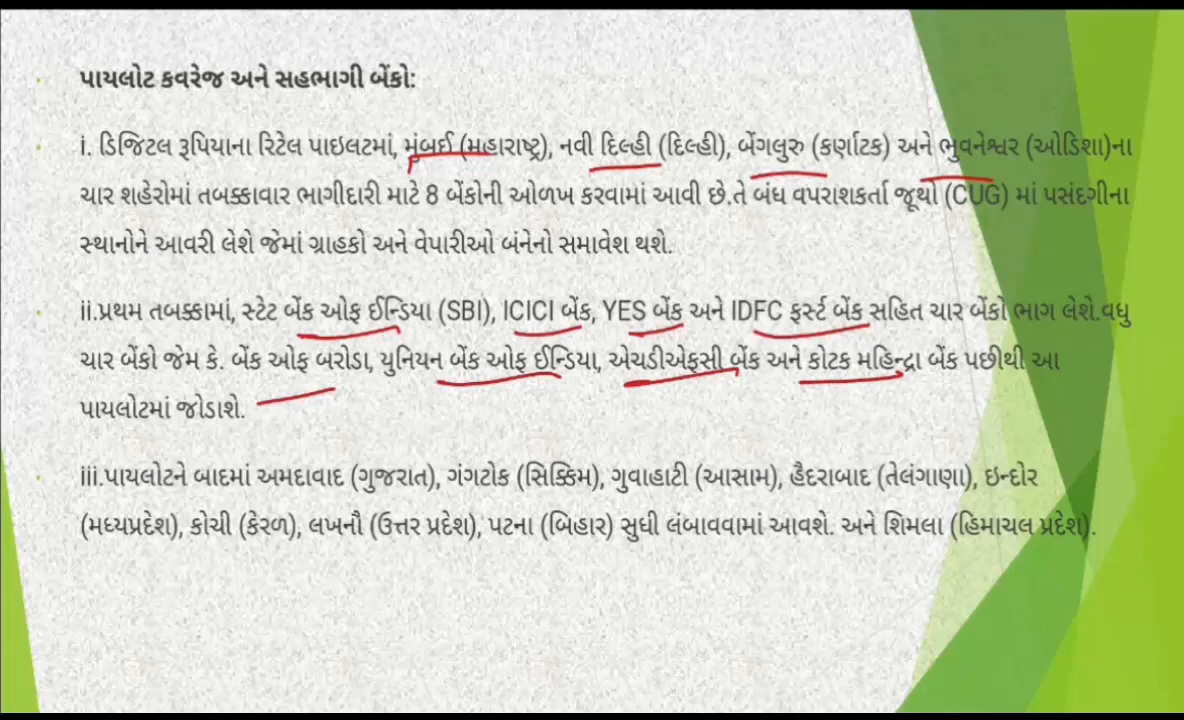 પાયલોટ કવરેજ અને સહભાગી બેંકો:
i. ડિજિટલ રૂપિયાના રિટેલ પાઇલટમાં, મુંબઈ (મહારાષ્ટ્ર), નવી દિલ્હી (દિલ્હી), બેંગલુરુ (કર્ણાટક) અને ભુવનેશ્વર (ઓડિશા)ના
ચાર શહેરોમાં તબક્કાવાર ભાગીદારી માટે 8 બેંકોની ઓળખ કરવામાં આવી છે.તે બંધ વપરાશકર્તા જૂથો (CUG) માં પસંદગીના
સ્થાનોને આવરી લેશે જેમાં ગ્રાહકો અને વેપારીઓ બંનેનો સમાવેશ થશે.
ii.પ્રથમ તબક્કામાં, સ્ટેટ બેંક ઓફ ઈન્ડિયા (SBI), ICICI બેંક, YES બેંક અને IDFC ફર્સ્ટ બેંક સહિત ચાર બેંકો ભાગ લેશે.વધુ
ચાર બેંકો જેમ કે. બેંક ઓફ બરોડા, યુનિયન બેંક ઓફ ઈન્ડિયા, એચડીએફસી બેંક અને કોટક મહિન્દ્રા બેંક પછીથી આ
પાયલોટમાં જોડાશે.
iii.પાયલોટને બાદમાં અમદાવાદ (ગુજરાત), ગંગટોક (સિક્કિમ), ગુવાહાટી (આસામ), હૈદરાબાદ (તેલંગાણા), ઇન્દોર
(મધ્યપ્રદેશ), કોચી (કેરળ), લખનૌ (ઉત્તર પ્રદેશ), પટના (બિહાર) સુધી લંબાવવામાં આવશે. અને શિમલા (હિમાચલ પ્રદેશ).